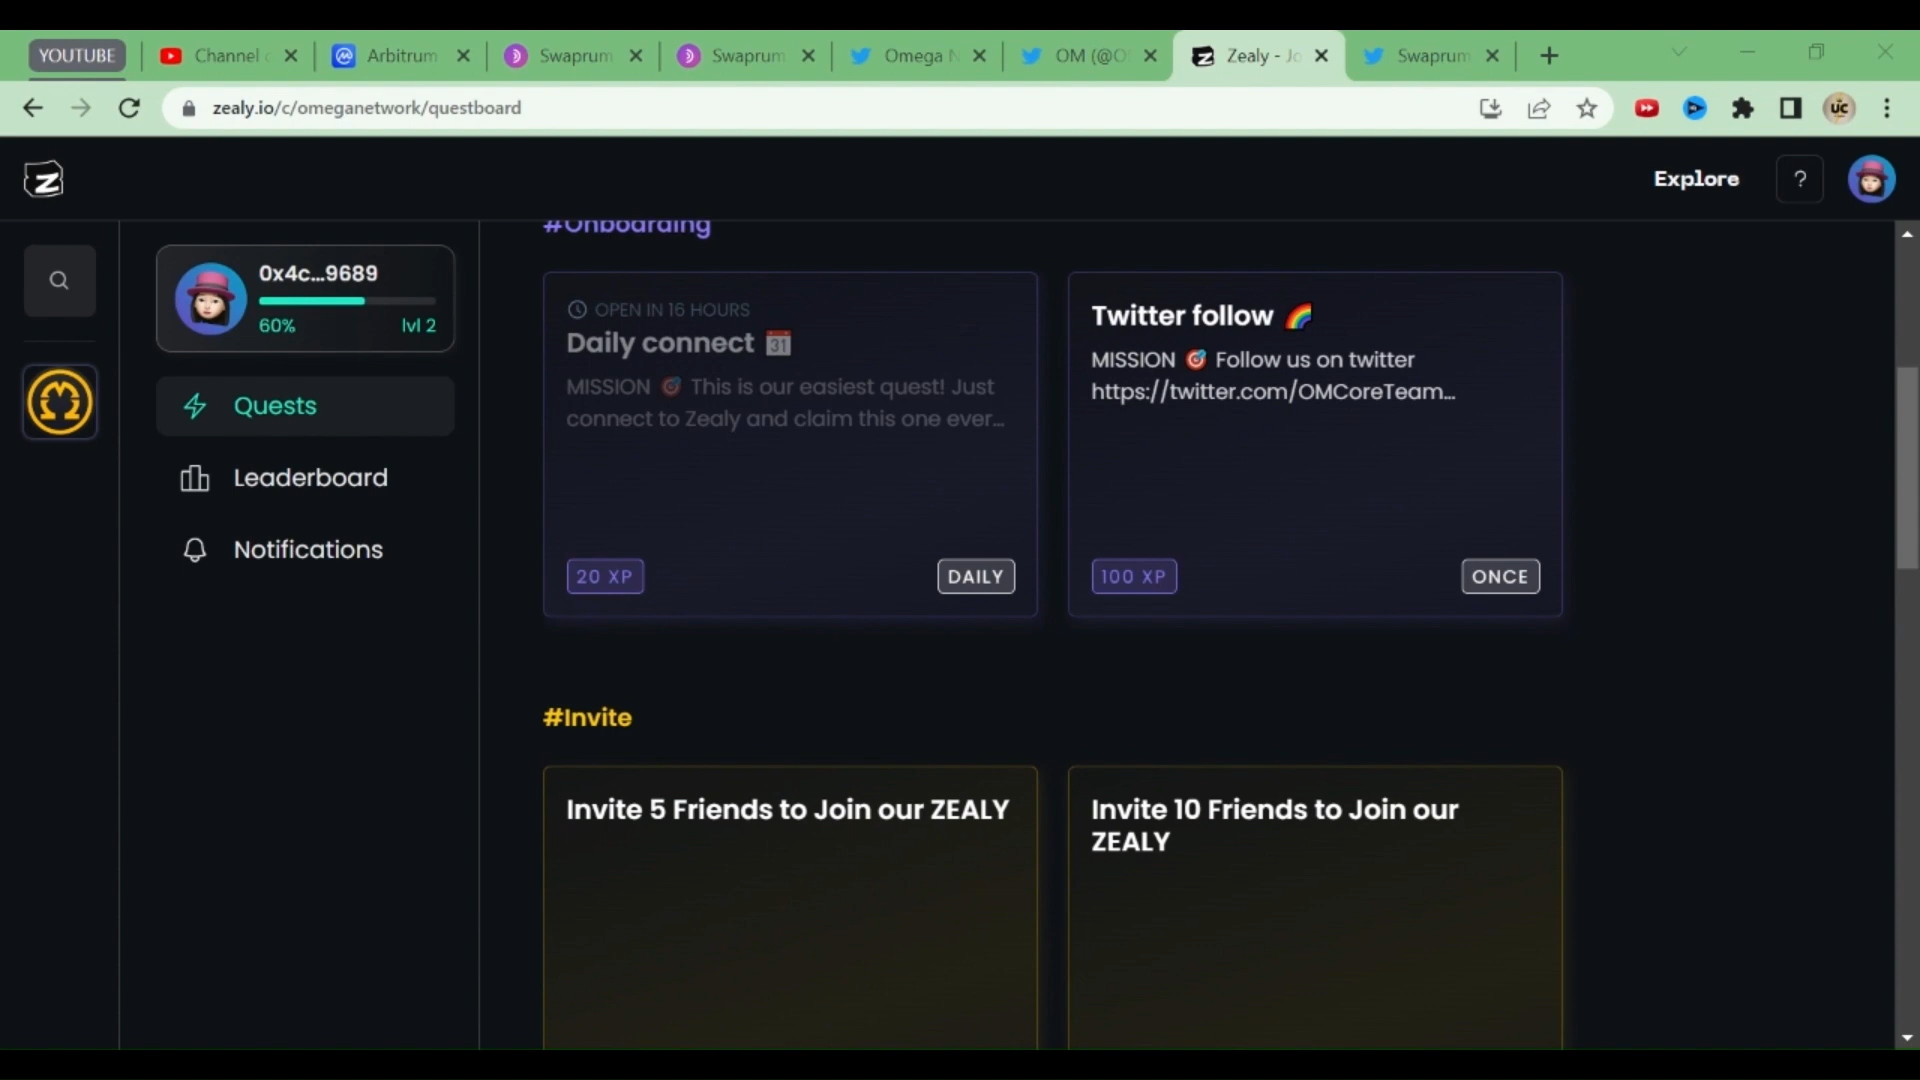 YOUTUBE
Channel
Arbitrum
Swaprum
Swaprum
Omega N
OM (@O
Zealy - Jo
Swaprum
zealy.io/c/omeganetwork/questboard
UC
Z
Explore
?
#Onboarding
0x4c...9689
60%
lvl 2
Quests
Leaderboard
Notifications
OPEN IN 16 HOURS
Daily connect 📅
MISSION 🎯 This is our easiest quest! Just
connect to Zealy and claim this one ever...
20 XP
DAILY
Twitter follow 🌈
MISSION 🎯 Follow us on twitter
https://twitter.com/OMCoreTeam...
100 XP
ONCE
#Invite
Invite 5 Friends to Join our ZEALY
Invite 10 Friends to Join our
ZEALY